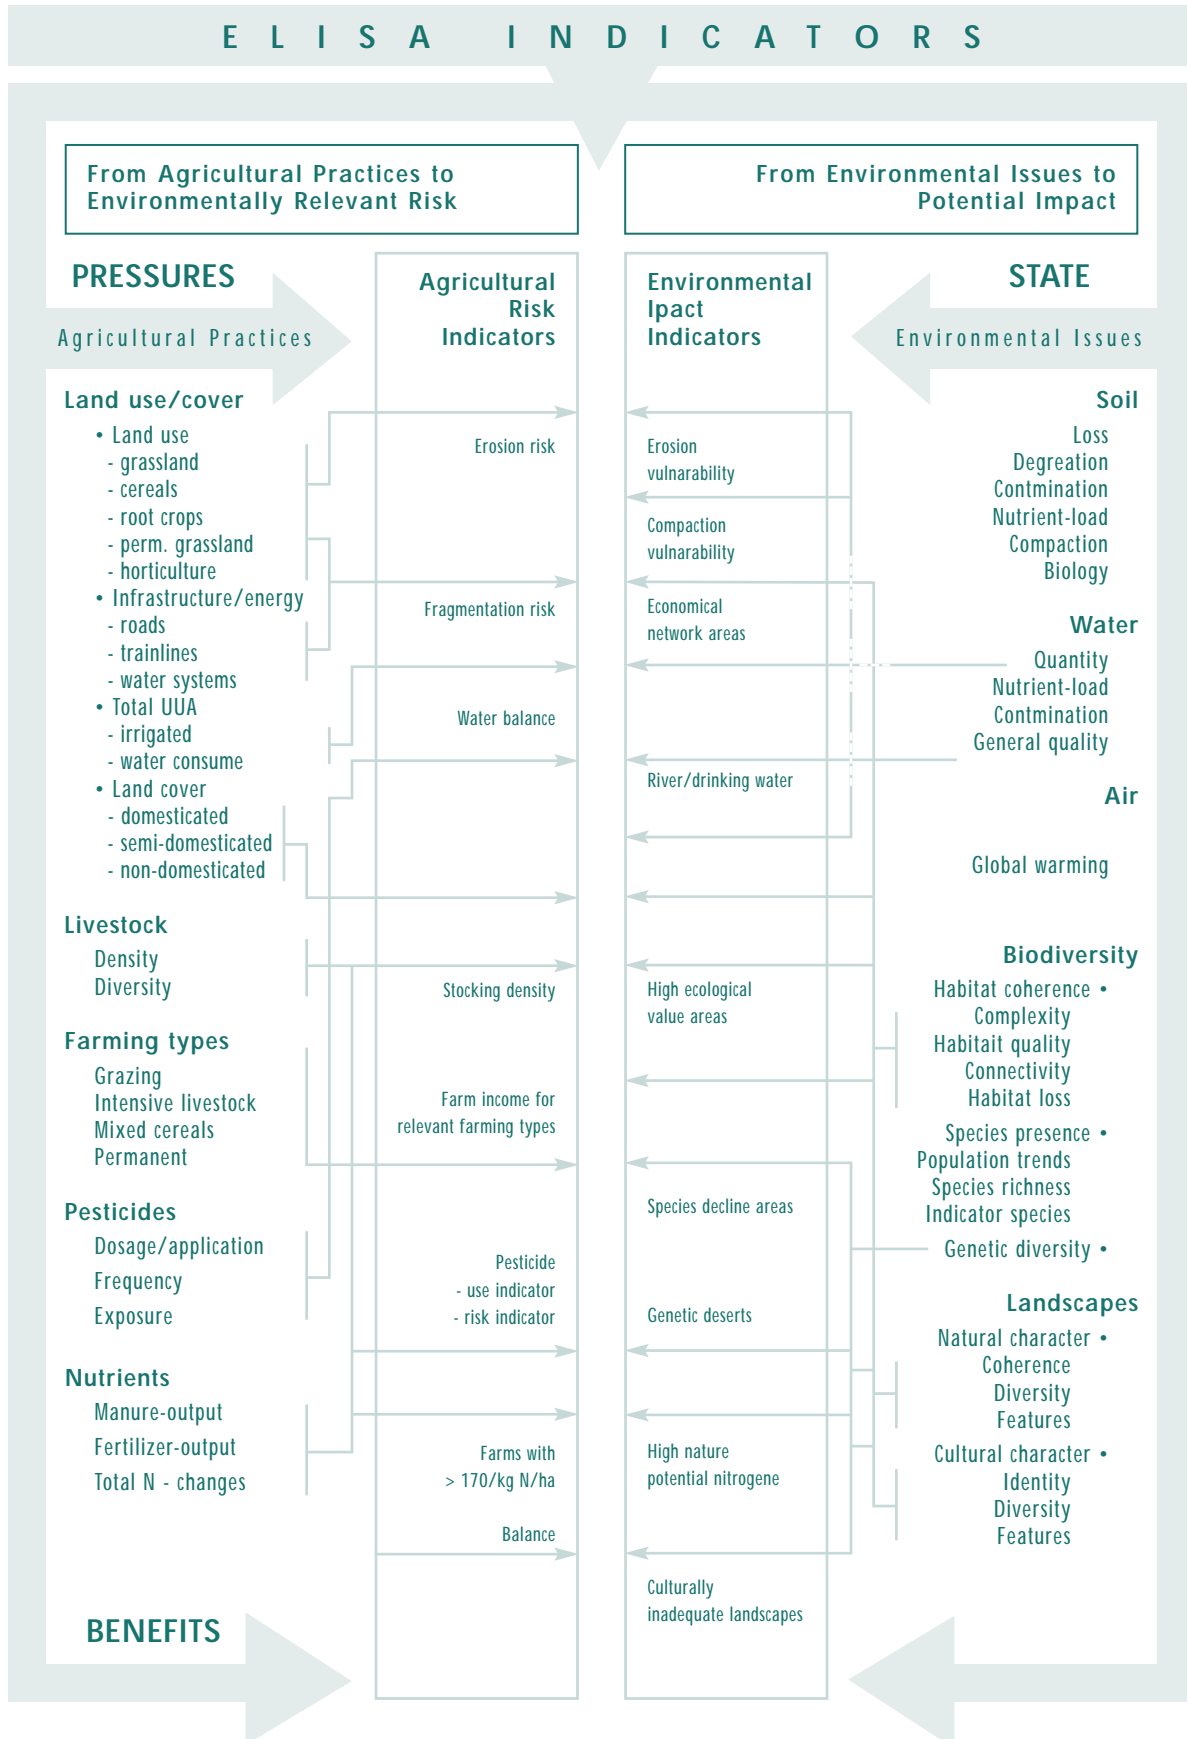 ELISA INDICATORS
From Agricultural Practices to
Environmentally Relevant Risk
From Environmental Issues to
Potential Impact
PRESSURES
Agricultural Practices
Agricultural
Risk
Indicators
Environmental
Ipact
Indicators
STATE
Environmental Issues
Land use/cover
• Land use
- grassland
- cereals
- root crops
- perm. grassland
- horticulture
• Infrastructure/energy
- roads
- trainlines
- water systems
• Total UUA
- irrigated
- water consume
• Land cover
- domesticated
- semi-domesticated
- non-domesticated
Livestock
Density
Diversity
Farming types
Grazing
Intensive livestock
Mixed cereals
Permanent
Pesticides
Dosage/application
Frequency
Exposure
Nutrients
Manure-output
Fertilizer-output
Total N - changes
BENEFITS
Erosion risk
Fragmentation risk
Water balance
Stocking density
Farm income for
relevant farming types
Pesticide
- use indicator
- risk indicator
Farms with
> 170/kg N/ha
Balance
Erosion
vulnarability
Compaction
vulnarability
Economical
network areas
River/drinking water
High ecological
value areas
Species decline areas
Genetic deserts
High nature
potential nitrogene
Culturally
inadequate landscapes
Soil
Loss
Degreation
Contmination
Nutrient-load
Compaction
Biology
Water
Quantity
Nutrient-load
Contmination
General quality
Air
Global warming
Biodiversity
Habitat coherence •
Complexity
Habitait quality
Connectivity
Habitat loss
Species presence •
Population trends
Species richness
Indicator species
Genetic diversity •
Landscapes
Natural character •
Coherence
Diversity
Features
Cultural character •
Identity
Diversity
Features